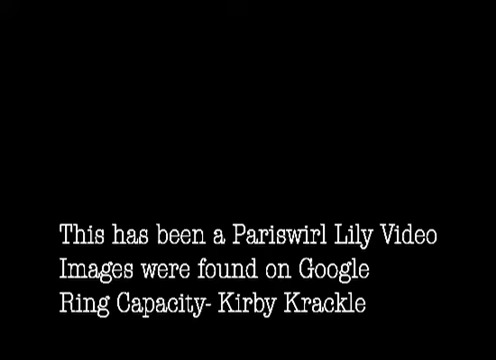 This has been a Pariswirl Lily Video
Images were found on Google
Ring Capacity- Kirby Krackle